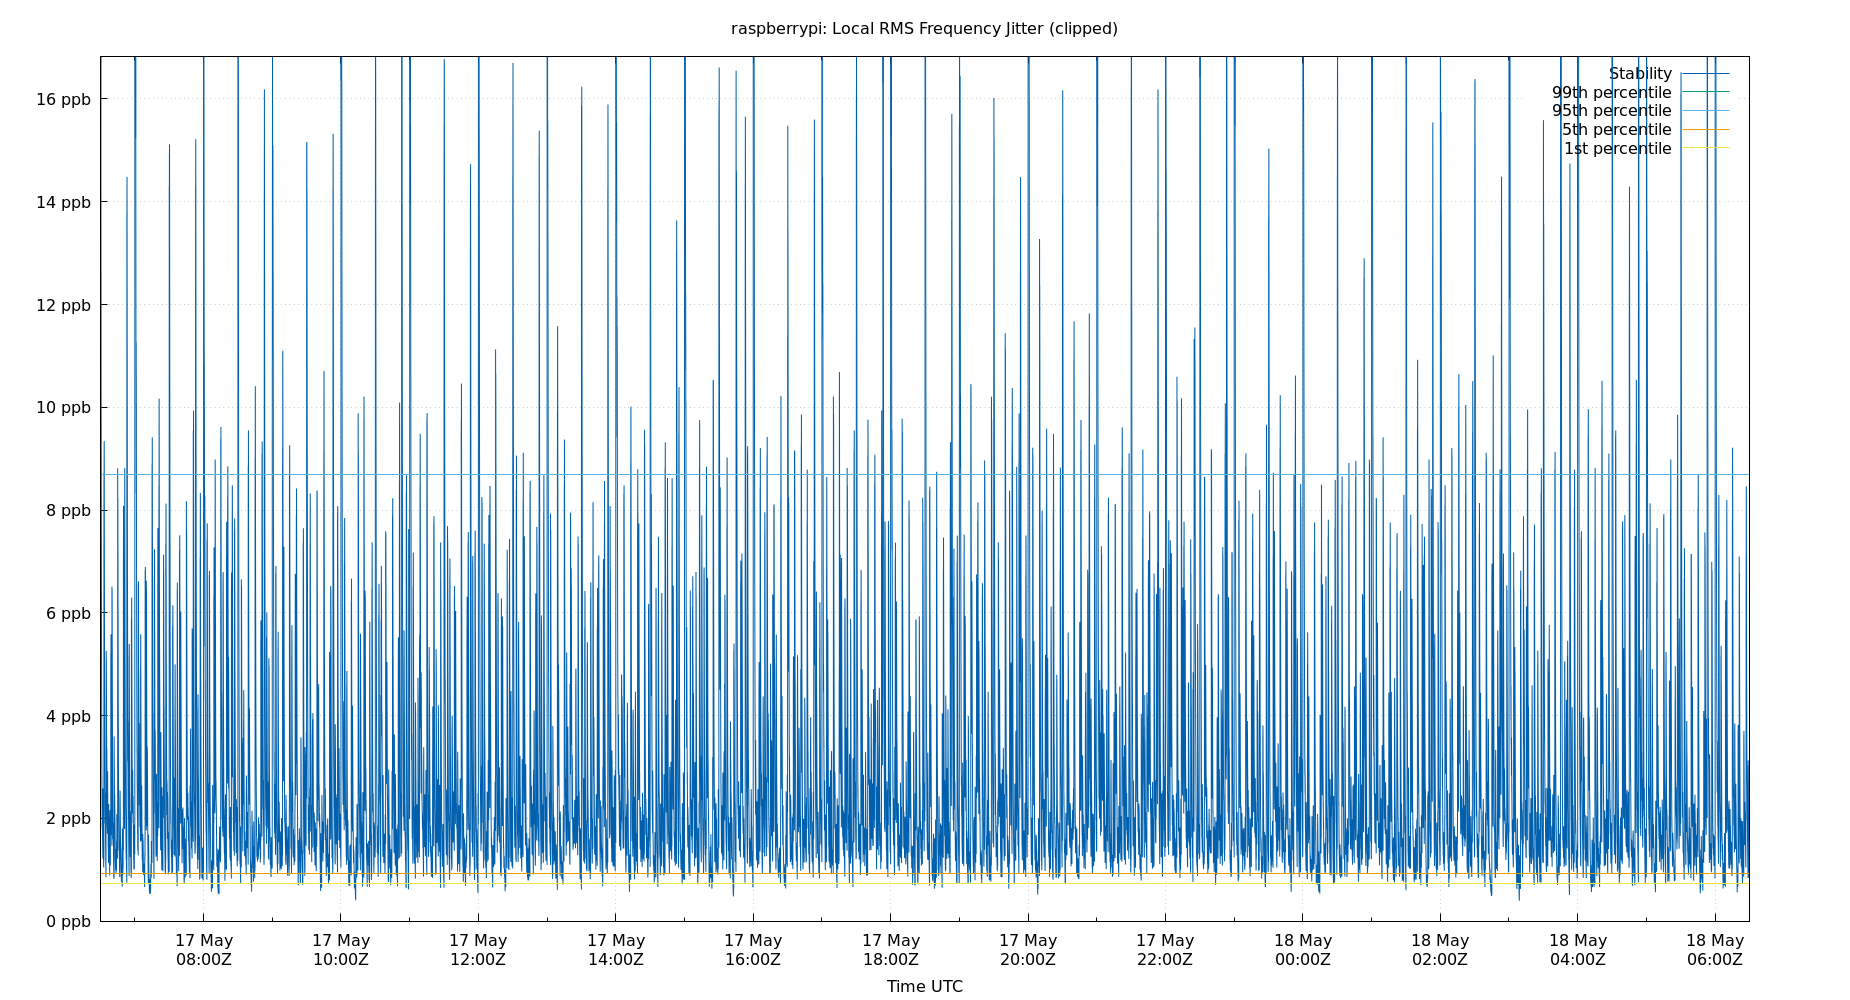 raspberrypi: Local RMS Frequency Jitter (clipped)
Stability
99th percentile
95th percentile
5th percentile
1st percentile
16 ppb
14 ppb
12 ppb
10 ppb
8 ppb
6 ppb
4 ppb
2 ppb
0 ppb
17 May 17 May 17 May 17 May 17 May 17 May 17 May 17 May 18 May 18 May 18 May 18 May
08:00Z 10:00Z 12:00Z 14:00Z 16:00Z 18:00Z 20:00Z 22:00Z 00:00Z 02:00Z 04:00Z 06:00Z
Time UTC